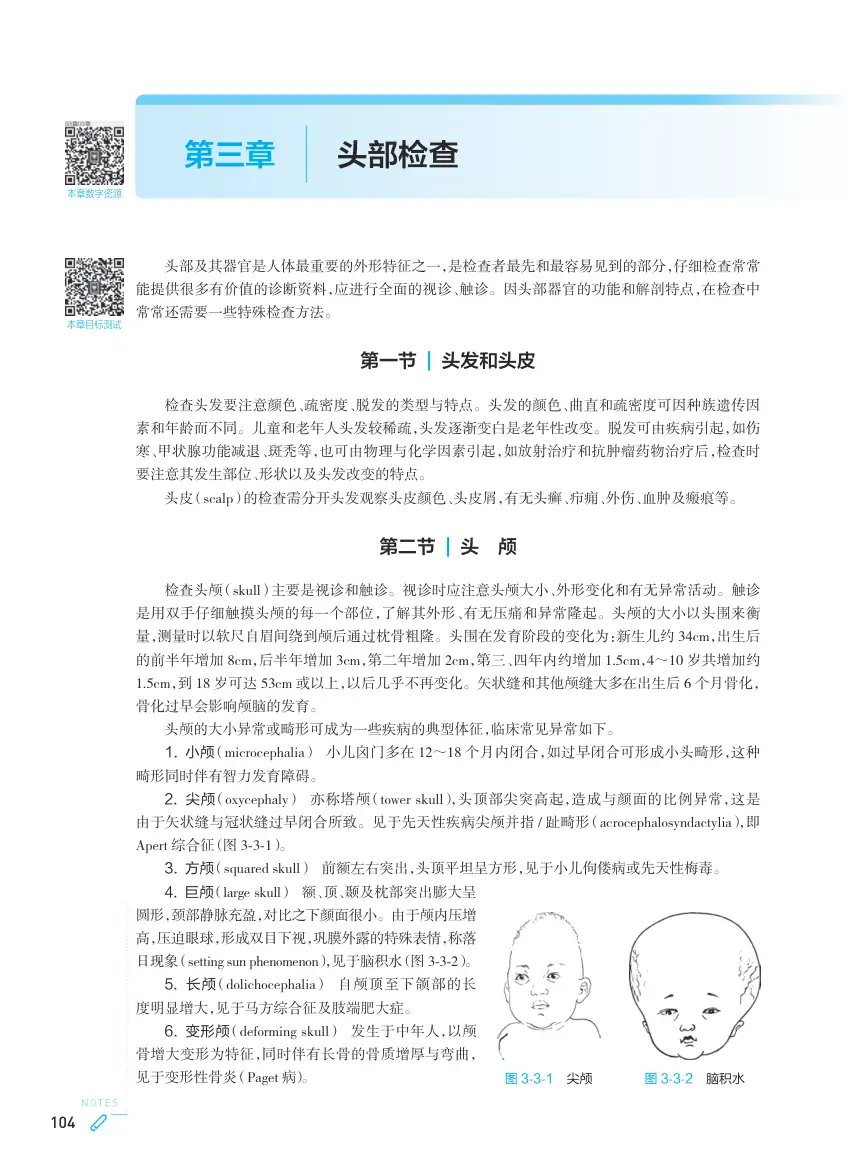 03篇03章
本章数字资源
第三章
头部检查
本章目标测试
头部及其器官是人体最重要的外形特征之一，是检查者最先和最容易见到的部分，仔细检查常常
能提供很多有价值的诊断资料，应进行全面的视诊、触诊。因头部器官的功能和解剖特点，在检查中
常常还需要一些特殊检查方法。
第一节 | 头发和头皮
检查头发要注意颜色、疏密度、脱发的类型与特点。头发的颜色、曲直和疏密度可因种族遗传因
素和年龄而不同。儿童和老年人头发较稀疏，头发逐渐变白是老年性改变。脱发可由疾病引起，如伤
寒、甲状腺功能减退、斑秃等，也可由物理与化学因素引起，如放射治疗和抗肿瘤药物治疗后，检查时
要注意其发生部位、形状以及头发改变的特点。
头皮（scalp）的检查需分开头发观察头皮颜色、头皮屑，有无头癣、疖痈、外伤、血肿及瘢痕等。
第二节 | 头　颅
检查头颅（skull）主要是视诊和触诊。视诊时应注意头颅大小、外形变化和有无异常活动。触诊
是用双手仔细触摸头颅的每一个部位，了解其外形、有无压痛和异常隆起。头颅的大小以头围来衡
量，测量时以软尺自眉间绕到颅后通过枕骨粗隆。头围在发育阶段的变化为：新生儿约 34cm，出生后
的前半年增加 8cm，后半年增加 3cm，第二年增加 2cm，第三、四年内约增加 1.5cm，4～10 岁共增加约
1.5cm，到 18 岁可达 53cm 或以上，以后几乎不再变化。矢状缝和其他颅缝大多在出生后 6 个月骨化，
骨化过早会影响颅脑的发育。
头颅的大小异常或畸形可成为一些疾病的典型体征，临床常见异常如下。
1. 小颅（microcephalia）　小儿囟门多在 12～18 个月内闭合，如过早闭合可形成小头畸形，这种
畸形同时伴有智力发育障碍。
2. 尖颅（oxycephaly）　亦称塔颅（tower skull），头顶部尖突高起，造成与颜面的比例异常，这是
由于矢状缝与冠状缝过早闭合所致。见于先天性疾病尖颅并指 / 趾畸形（acrocephalosyndactylia），即
Apert 综合征（图 3-3-1）。
3. 方颅（squared skull）　前额左右突出，头顶平坦呈方形，见于小儿佝偻病或先天性梅毒。
4. 巨颅（large skull）　额、顶、颞及枕部突出膨大呈
圆形，颈部静脉充盈，对比之下颜面很小。由于颅内压增
高，压迫眼球，形成双目下视，巩膜外露的特殊表情，称落
日现象（setting sun phenomenon），见于脑积水（图 3-3-2）。
5. 长颅（dolichocephalia）　自颅顶至下颌部的长
度明显增大，见于马方综合征及肢端肥大症。
6. 变形颅（deforming skull）　发生于中年人，以颅
骨增大变形为特征，同时伴有长骨的骨质增厚与弯曲，
见于变形性骨炎（Paget 病）。
图 3-3-1　尖颅
图 3-3-2　脑积水
NOTES
104